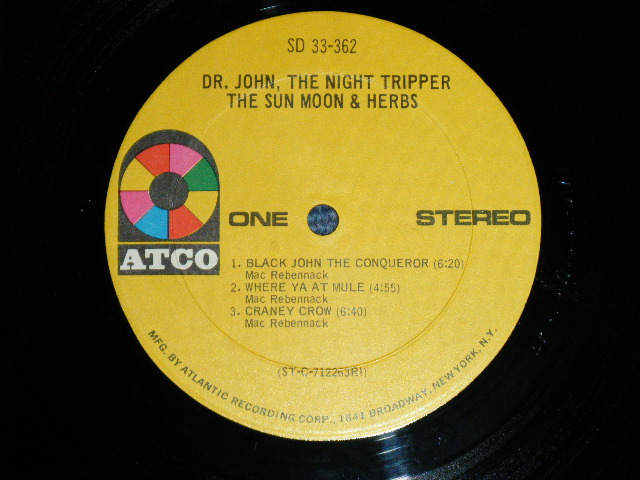 SD 33-362
DR. JOHN, THE NIGHT TRIPPER
THE SUN MOON & HERBS
ATCO
ONE
STEREO
1. BLACK JOHN THE CONQUEROR (6:20)
Mac Rebennack
2. WHERE YA AT MULE (4:55)
Mac Rebennack
3. CRANEY CROW (6:40)
Mac Rebennack
(ST-C-712263RI)
MFG. BY ATLANTIC RECORDING CORP., 1841 BROADWAY, NEW YORK, N.Y.